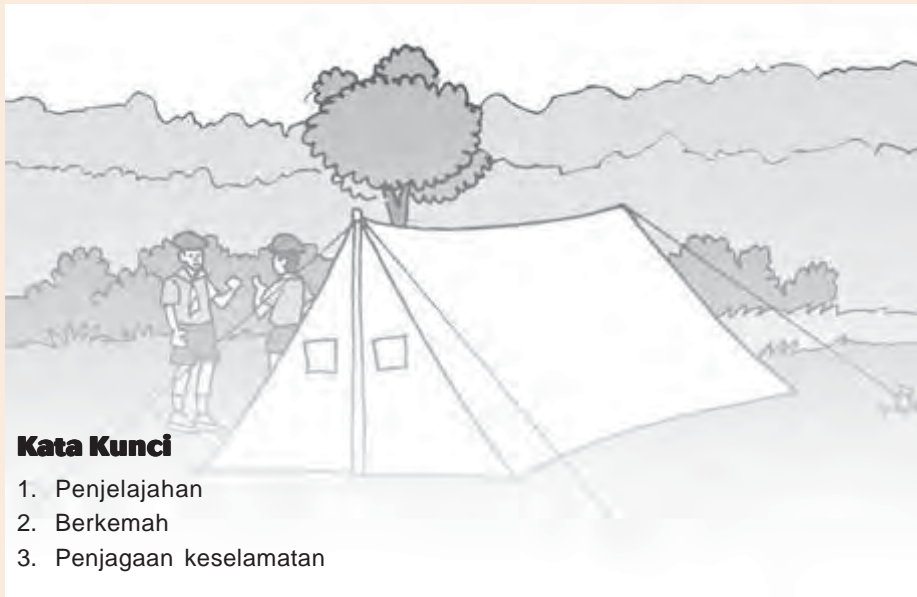 Kata Kunci
1. Penjelajahan
2. Berkemah
3. Penjagaan keselamatan